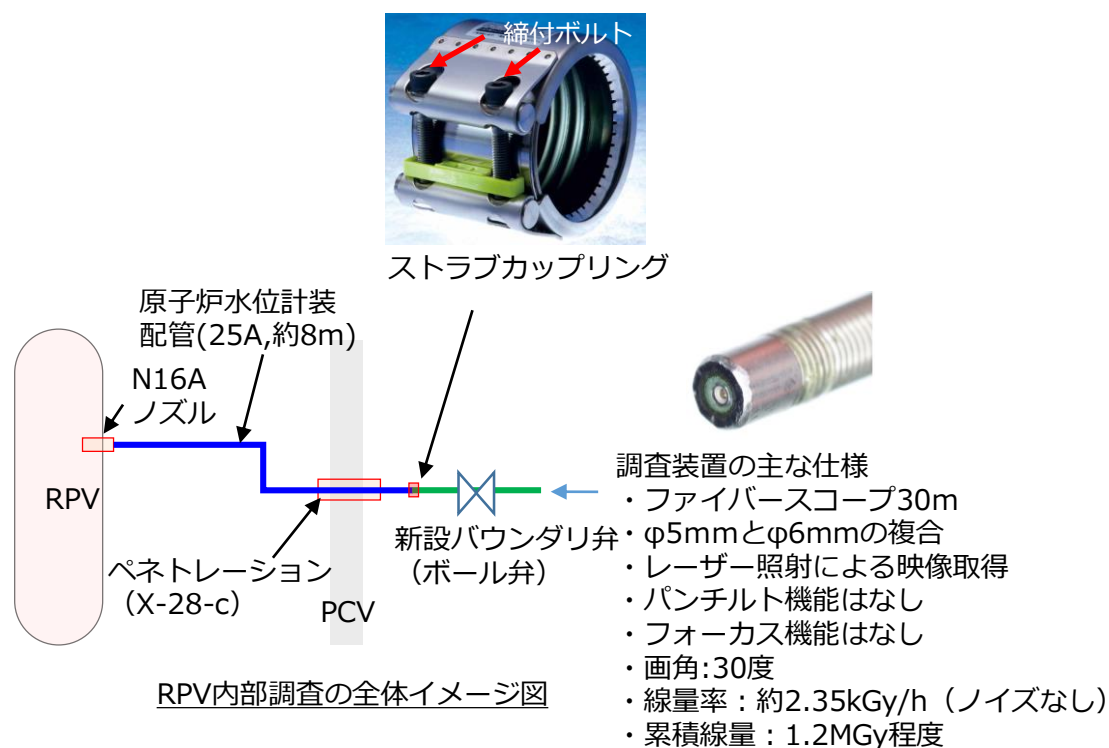 締付ボルト
ストラブカップリング
原子炉水位計装
配管(25A,約8m)
N16A
ノズル
RPV
ペネトレーション
（X-28-c）
PCV
新設バウンダリ弁
（ボール弁）
RPV内部調査の全体イメージ図
調査装置の主な仕様
・ファイバースコープ30m
・φ5mmとφ6mmの複合
・レーザー照射による映像取得
・パンチルト機能はなし
・フォーカス機能はなし
・画角:30度
・線量率：約2.35kGy/h（ノイズなし）
・累積線量：1.2MGy程度